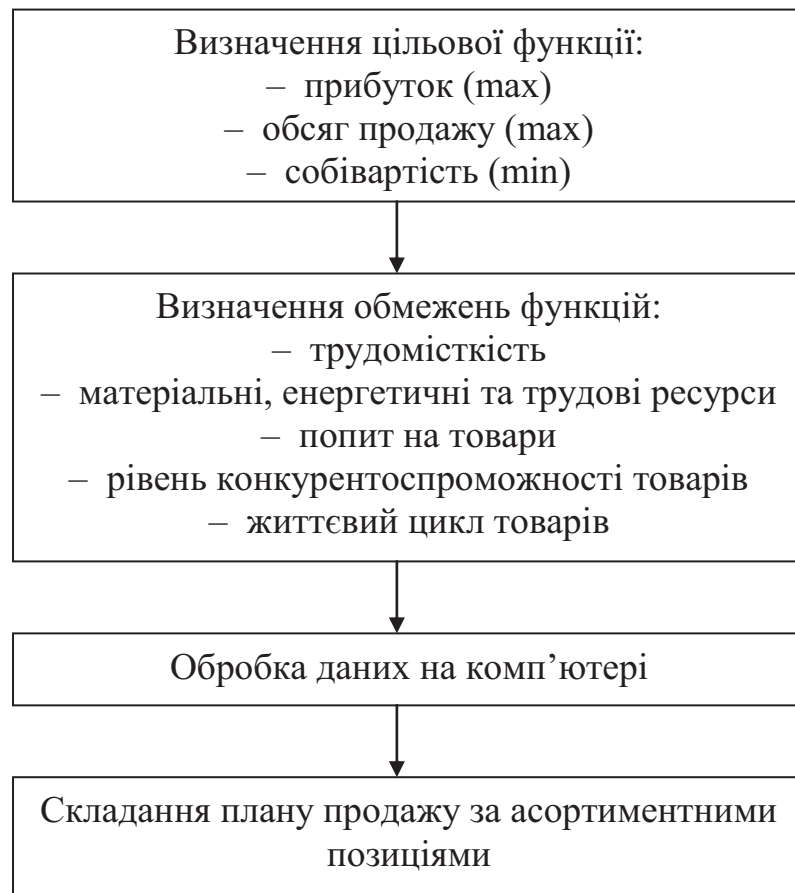 Визначення цільової функції:
– прибуток (max)
– обсяг продажу (max)
– собівартість (min)
Визначення обмежень функцій:
– трудомісткість
– матеріальні, енергетичні та трудові ресурси
– попит на товари
– рівень конкурентоспроможності товарів
– життєвий цикл товарів
Обробка даних на комп’ютері
Складання плану продажу за асортиментними
позиціями